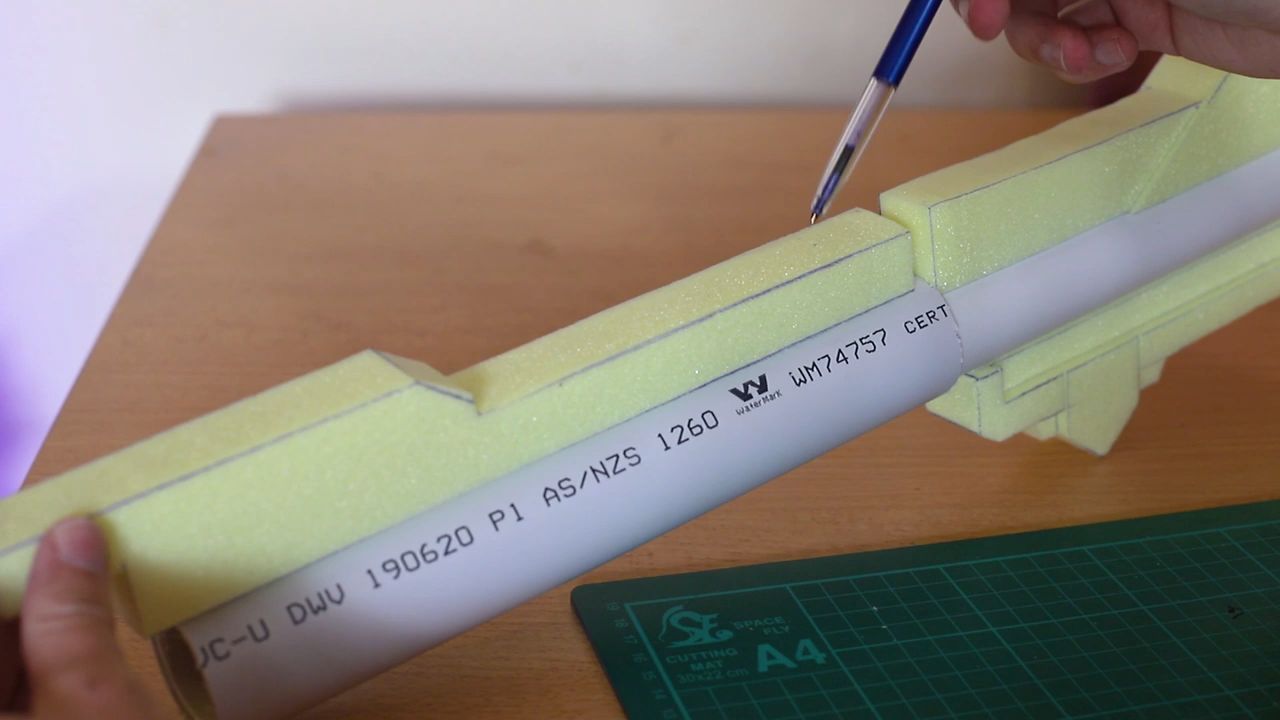 VC-U DWV 190620 P1 AS/NZS 1260 WaterMark WM74757 CERT
SPACE
FLY
CUTTING
MAT
A4
30x22 cm